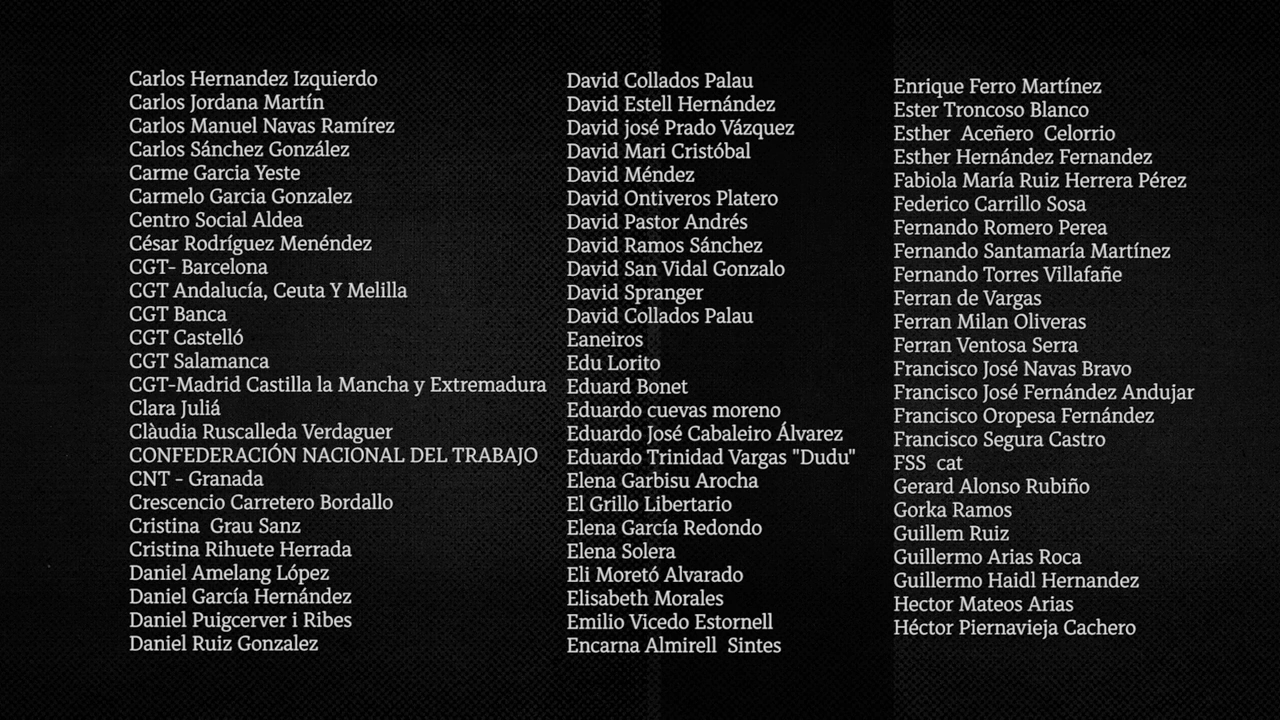 Carlos Hernandez Izquierdo
Carlos Jordana Martín
Carlos Manuel Navas Ramírez
Carlos Sánchez González
Carme Garcia Yeste
Carmelo Garcia Gonzalez
Centro Social Aldea
César Rodríguez Menéndez
CGT- Barcelona
CGT Andalucía, Ceuta Y Melilla
CGT Banca
CGT Castelló
CGT Salamanca
CGT-Madrid Castilla la Mancha y Extremadura
Clara Juliá
Clàudia Ruscalleda Verdaguer
CONFEDERACIÓN NACIONAL DEL TRABAJO
CNT - Granada
Crescencio Carretero Bordallo
Cristina  Grau Sanz
Cristina Rihuete Herrada
Daniel Amelang López
Daniel García Hernández
Daniel Puigcerver i Ribes
Daniel Ruiz Gonzalez
David Collados Palau
David Estell Hernández
David josé Prado Vázquez
David Mari Cristóbal
David Méndez
David Ontiveros Platero
David Pastor Andrés
David Ramos Sánchez
David San Vidal Gonzalo
David Spranger
David Collados Palau
Eaneiros
Edu Lorito
Eduard Bonet
Eduardo cuevas moreno
Eduardo José Cabaleiro Álvarez
Eduardo Trinidad Vargas "Dudu"
Elena Garbisu Arocha
El Grillo Libertario
Elena García Redondo
Elena Solera
Eli Moretó Alvarado
Elisabeth Morales
Emilio Vicedo Estornell
Encarna Almirell  Sintes
Enrique Ferro Martínez
Ester Troncoso Blanco
Esther  Aceñero  Celorrio
Esther Hernández Fernandez
Fabiola María Ruiz Herrera Pérez
Federico Carrillo Sosa
Fernando Romero Perea
Fernando Santamaría Martínez
Fernando Torres Villafañe
Ferran de Vargas
Ferran Milan Oliveras
Ferran Ventosa Serra
Francisco José Navas Bravo
Francisco José Fernández Andujar
Francisco Oropesa Fernández
Francisco Segura Castro
FSS  cat
Gerard Alonso Rubiño
Gorka Ramos
Guillem Ruiz
Guillermo Arias Roca
Guillermo Haidl Hernandez
Hector Mateos Arias
Héctor Piernavieja Cachero